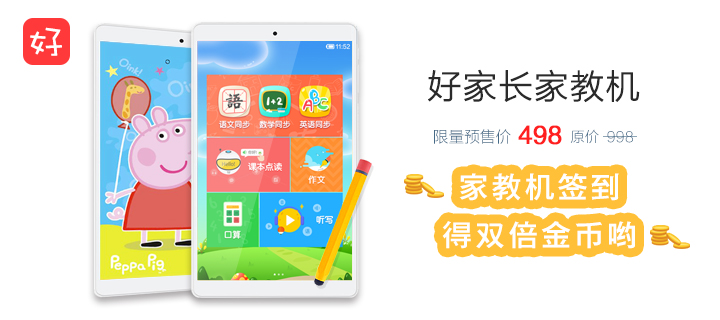 好
Oink!
Oink!
Peppa Pig
11:52
語
1+2
ABC
语文同步
数学同步
英语同步
课本点读
作文
口算
听写
好家长家教机
限量预售价 498 原价 998
家教机签到
得双倍金币哟